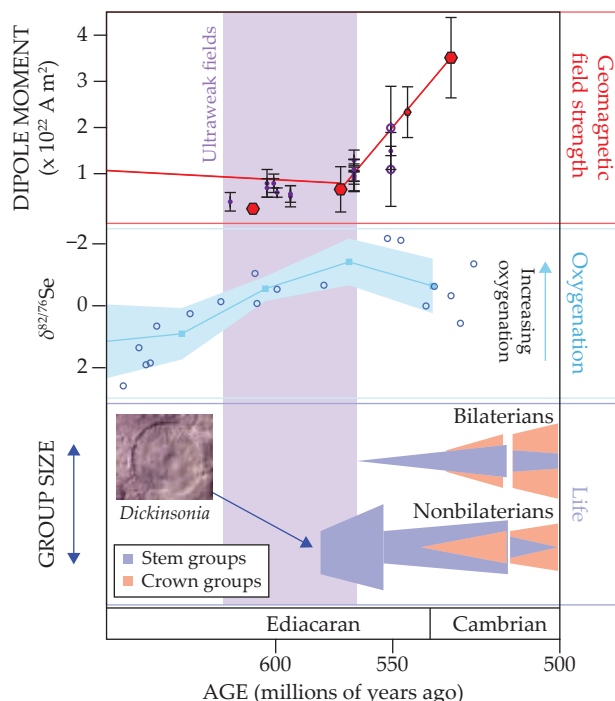 DIPOLE MOMENT
(x 10²² A m²)
4
3
2
1
Ultraweak fields
Geomagnetic
field strength
δ⁸²/⁷⁶Se
−2
0
2
Increasing
oxygenation
Oxygenation
GROUP SIZE
Dickinsonia
Bilaterians
Nonbilaterians
Life
Stem groups
Crown groups
Ediacaran
Cambrian
600
550
500
AGE (millions of years ago)